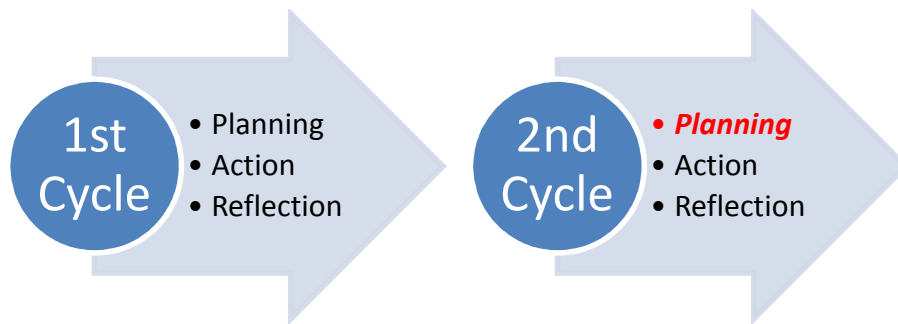 1st
Cycle
• Planning
• Action
• Reflection
2nd
Cycle
• Planning
• Action
• Reflection